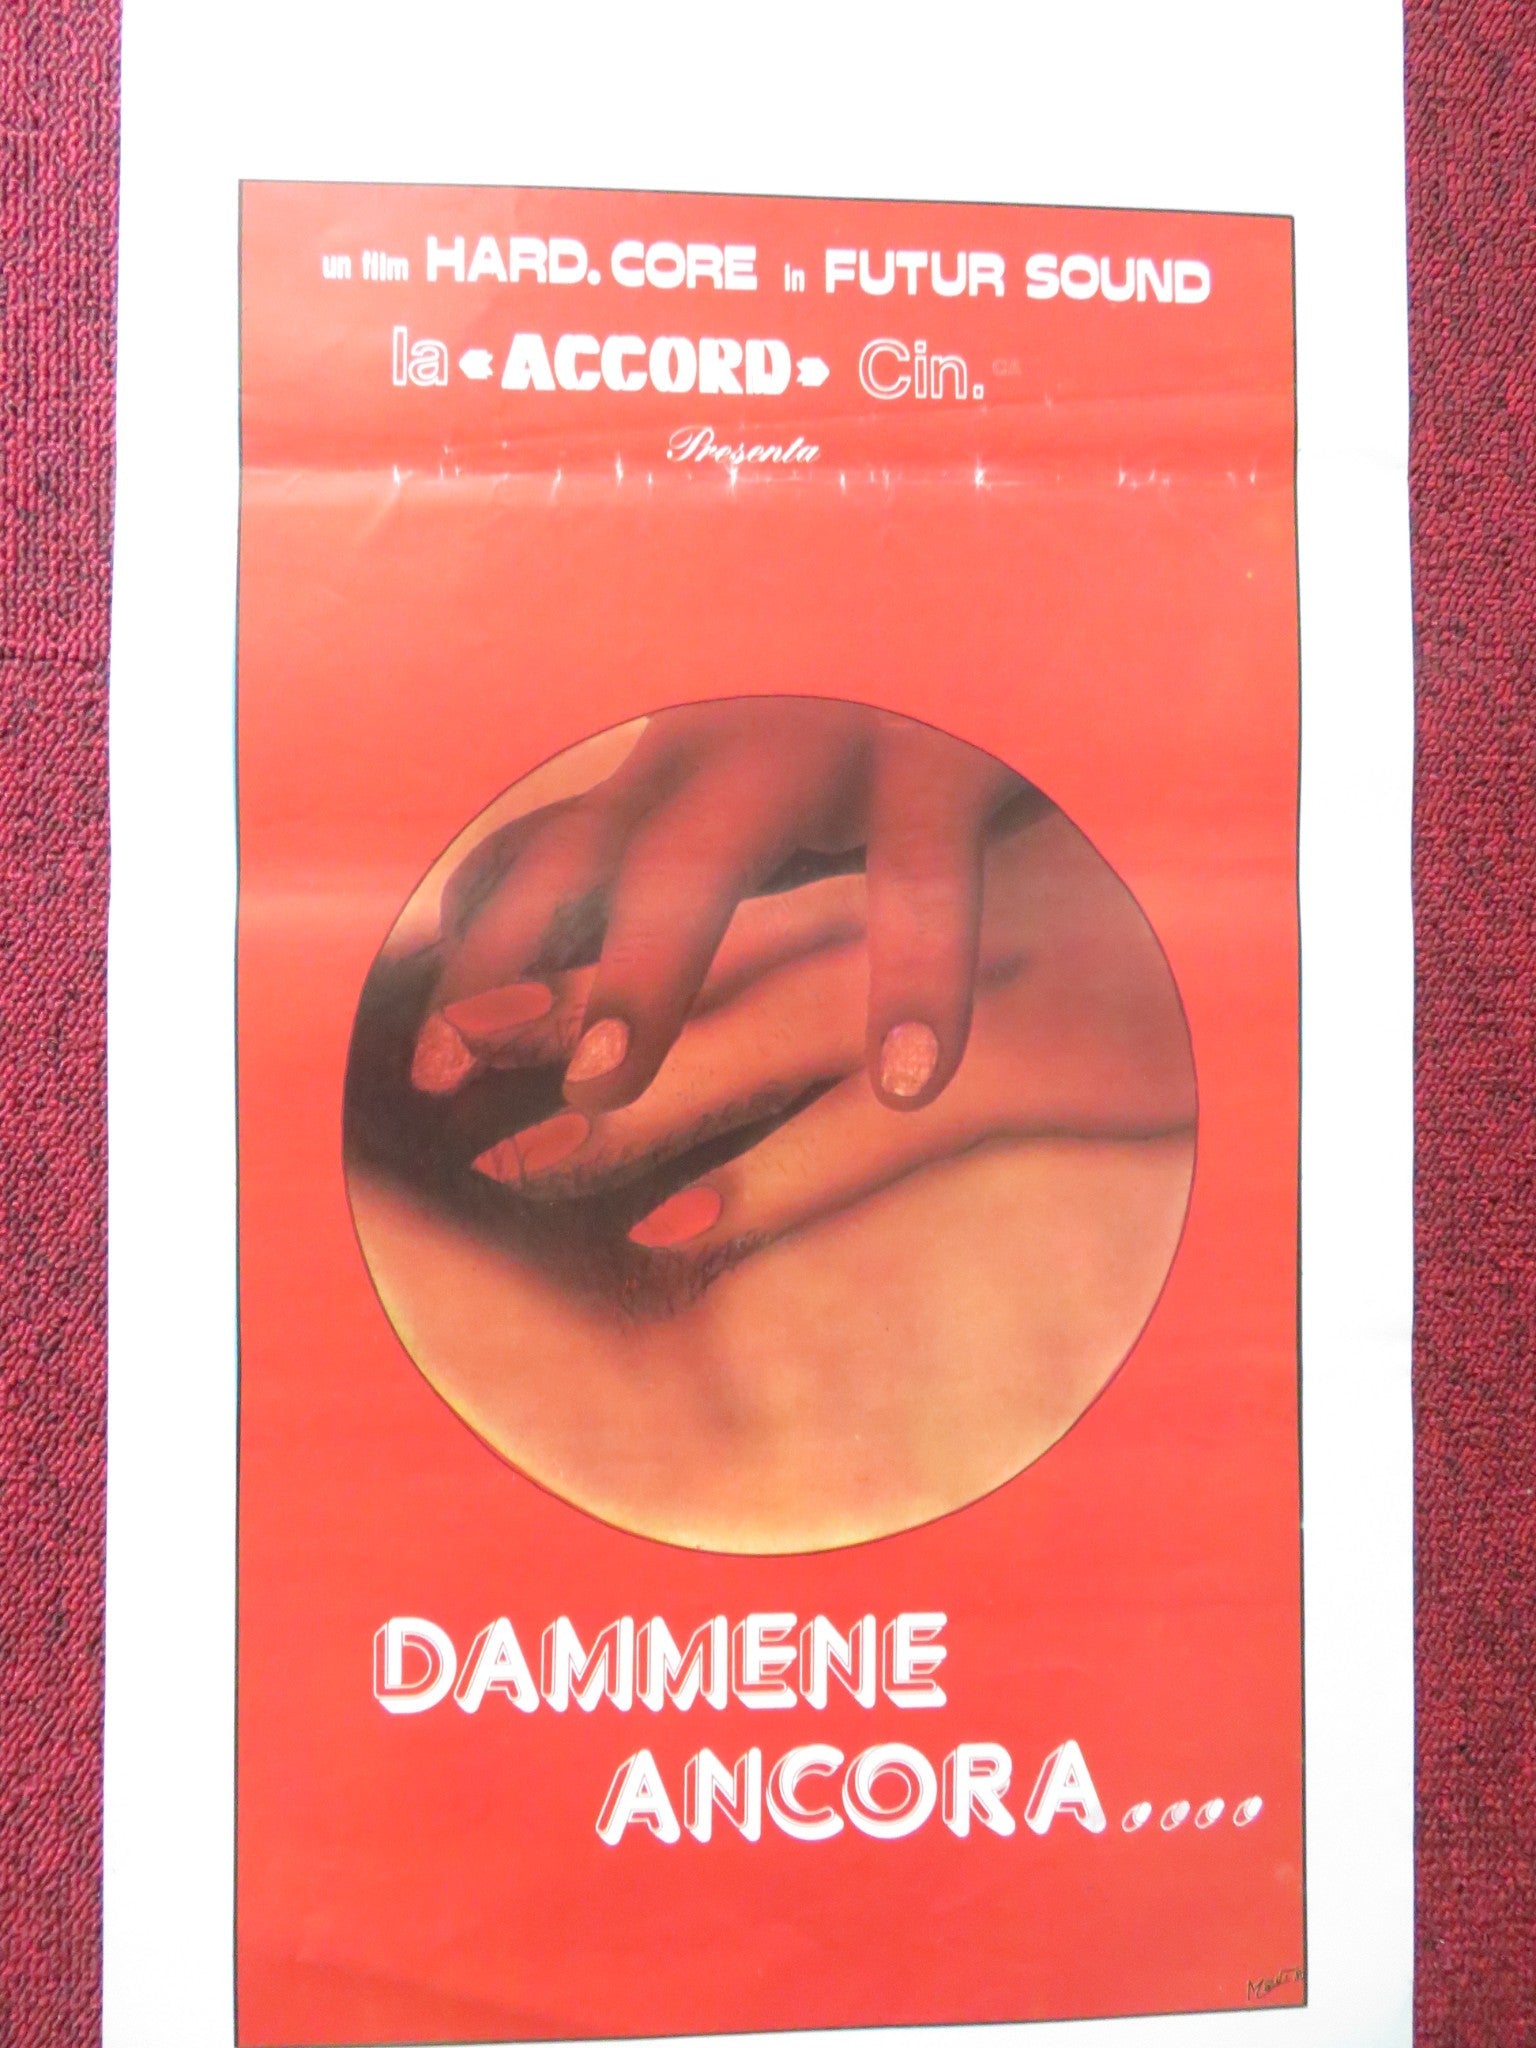 un film HARD. CORE in FUTUR SOUND
la «ACCORD» Cin.CA
Presenta
DAMMENE
ANCORA....